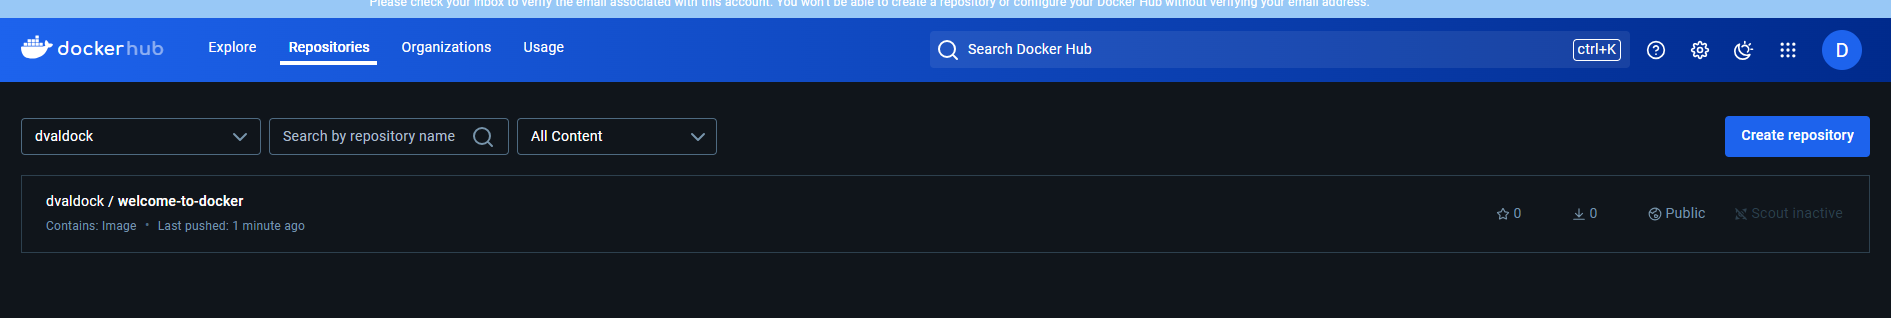 Please check your inbox to verify the email associated with this account. You won't be able to create a repository or configure your Docker Hub without verifying your email address.
dockerhub Explore Repositories Organizations Usage Search Docker Hub ctrl+K D
dvaldock Search by repository name All Content Create repository
dvaldock / welcome-to-docker
0 0 Public Scout inactive
Contains: Image • Last pushed: 1 minute ago